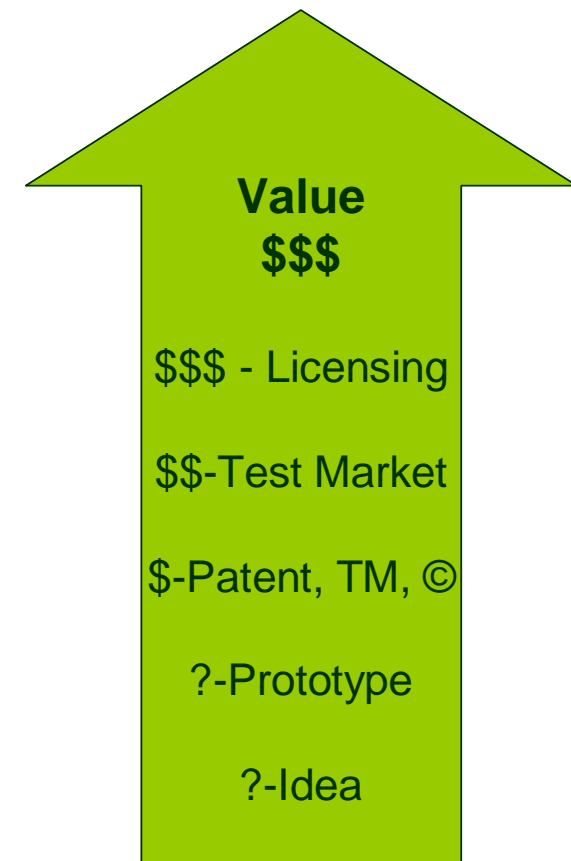 Value
$$$
$$$ - Licensing
$$-Test Market
$-Patent, TM, ©
?-Prototype
?-Idea